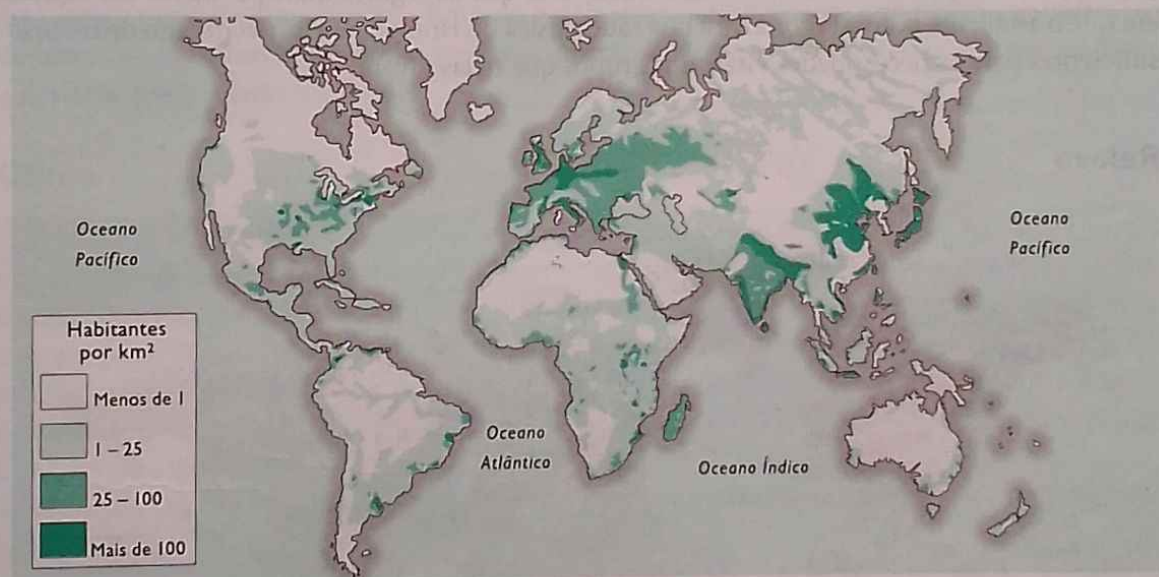 Oceano
Pacífico
Oceano
Pacífico
Oceano
Atlântico
Oceano Índico
Habitantes
por km²
Menos de 1
1 – 25
25 – 100
Mais de 100